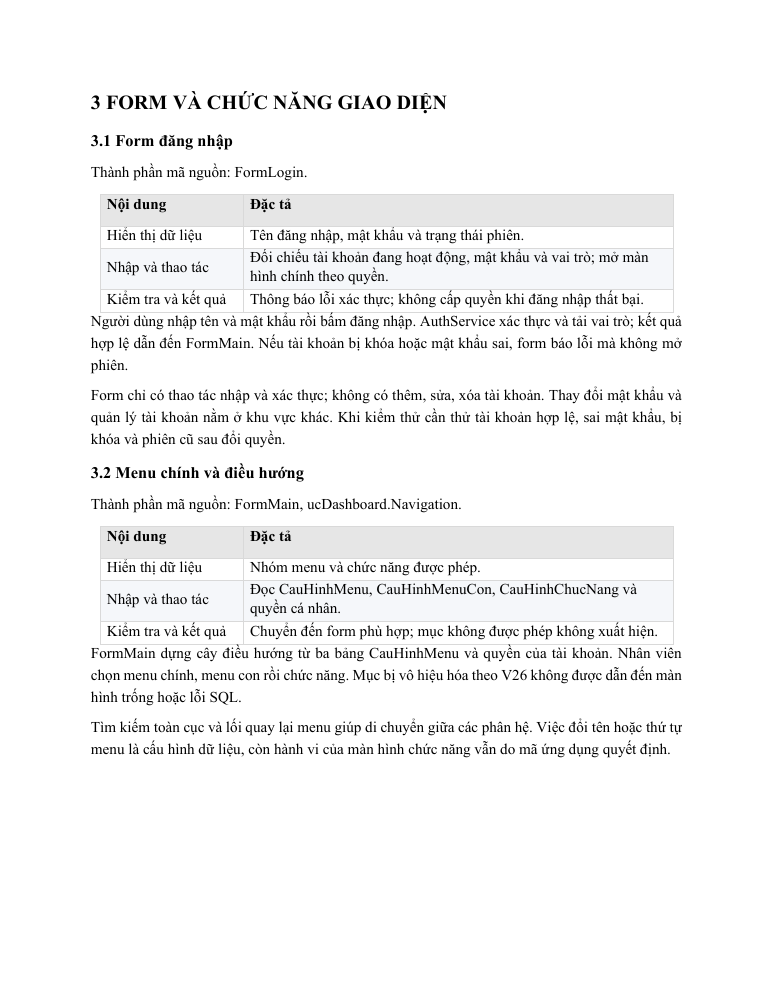 3 FORM VÀ CHỨC NĂNG GIAO DIỆN
3.1 Form đăng nhập
Thành phần mã nguồn: FormLogin.
Nội dung Đặc tả
Hiển thị dữ liệu Tên đăng nhập, mật khẩu và trạng thái phiên.
Nhập và thao tác Đối chiếu tài khoản đang hoạt động, mật khẩu và vai trò; mở màn
hình chính theo quyền.
Kiểm tra và kết quả Thông báo lỗi xác thực; không cấp quyền khi đăng nhập thất bại.
Người dùng nhập tên và mật khẩu rồi bấm đăng nhập. AuthService xác thực và tải vai trò; kết quả
hợp lệ dẫn đến FormMain. Nếu tài khoản bị khóa hoặc mật khẩu sai, form báo lỗi mà không mở
phiên.
Form chỉ có thao tác nhập và xác thực; không có thêm, sửa, xóa tài khoản. Thay đổi mật khẩu và
quản lý tài khoản nằm ở khu vực khác. Khi kiểm thử cần thử tài khoản hợp lệ, sai mật khẩu, bị
khóa và phiên cũ sau đổi quyền.
3.2 Menu chính và điều hướng
Thành phần mã nguồn: FormMain, ucDashboard.Navigation.
Nội dung Đặc tả
Hiển thị dữ liệu Nhóm menu và chức năng được phép.
Nhập và thao tác Đọc CauHinhMenu, CauHinhMenuCon, CauHinhChucNang và
quyền cá nhân.
Kiểm tra và kết quả Chuyển đến form phù hợp; mục không được phép không xuất hiện.
FormMain dựng cây điều hướng từ ba bảng CauHinhMenu và quyền của tài khoản. Nhân viên
chọn menu chính, menu con rồi chức năng. Mục bị vô hiệu hóa theo V26 không được dẫn đến màn
hình trống hoặc lỗi SQL.
Tìm kiếm toàn cục và lối quay lại menu giúp di chuyển giữa các phân hệ. Việc đổi tên hoặc thứ tự
menu là cấu hình dữ liệu, còn hành vi của màn hình chức năng vẫn do mã ứng dụng quyết định.